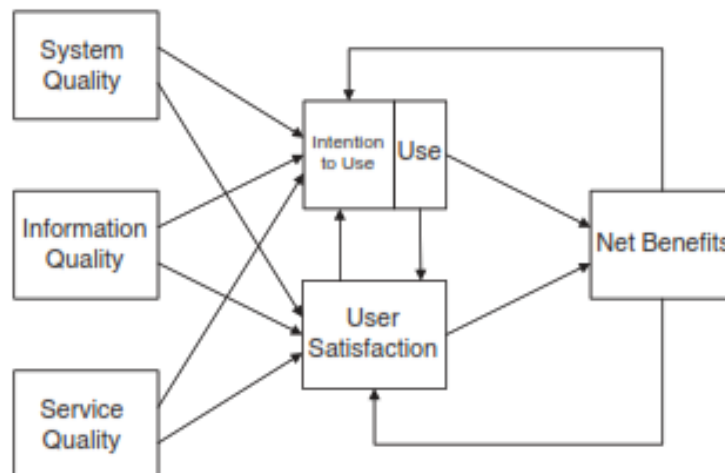 System
Quality
Intention
to Use
Use
Information
Quality
Net Benefits
User
Satisfaction
Service
Quality